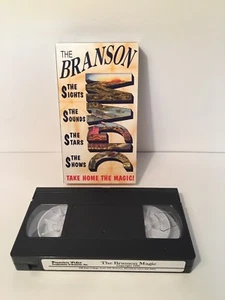 THE
BRANSON
MAGIC
THE
SIGHTS
THE
SOUNDS
THE
STARS
THE
SHOWS
TAKE HOME THE MAGIC!
The Branson Magic